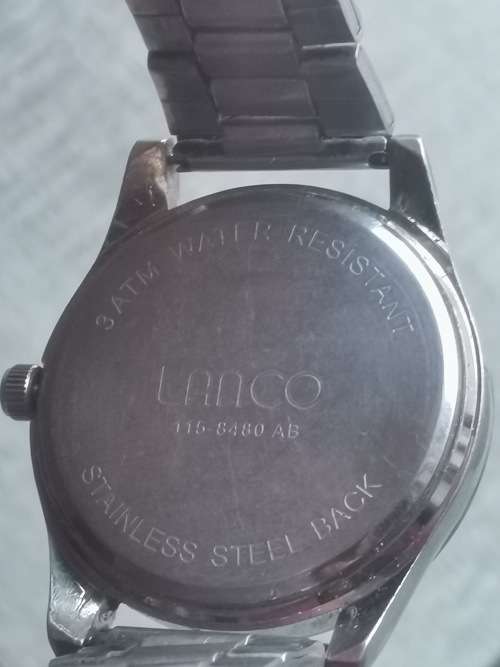 3 ATM WATER RESISTANT
LANCO
115-8480 AB
STAINLESS STEEL BACK